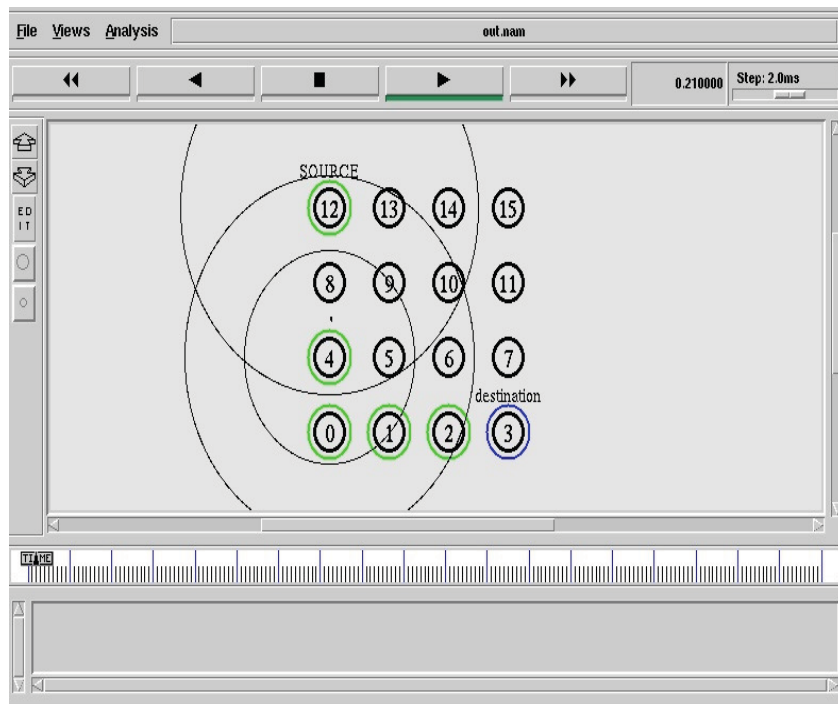 File Views Analysis out.nam
0.210000 Step: 2.0ms
ED
IT
SOURCE
12 13 14 15
8 9 10 11
4 5 6 7
destination
0 1 2 3
TIME